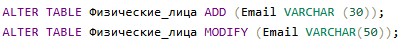 ALTER TABLE Физические_лица ADD (Email VARCHAR (30));
ALTER TABLE Физические_лица MODIFY (Email VARCHAR(50));